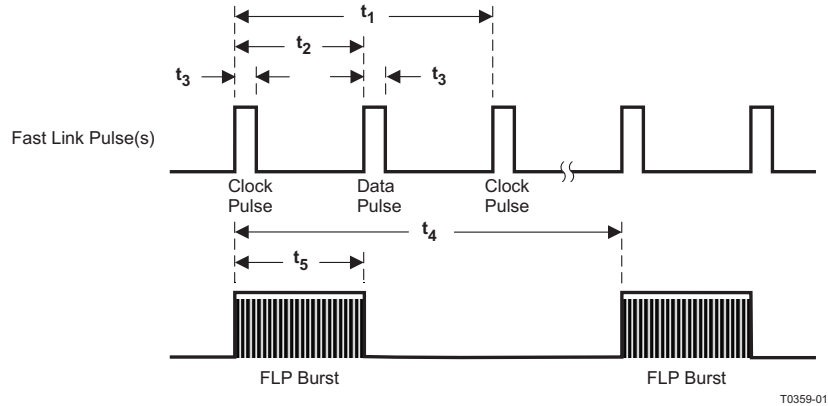 t1
t2
t3
t3
Fast Link Pulse(s)
Clock
Pulse
Data
Pulse
Clock
Pulse
t4
t5
FLP Burst
FLP Burst
T0359-01